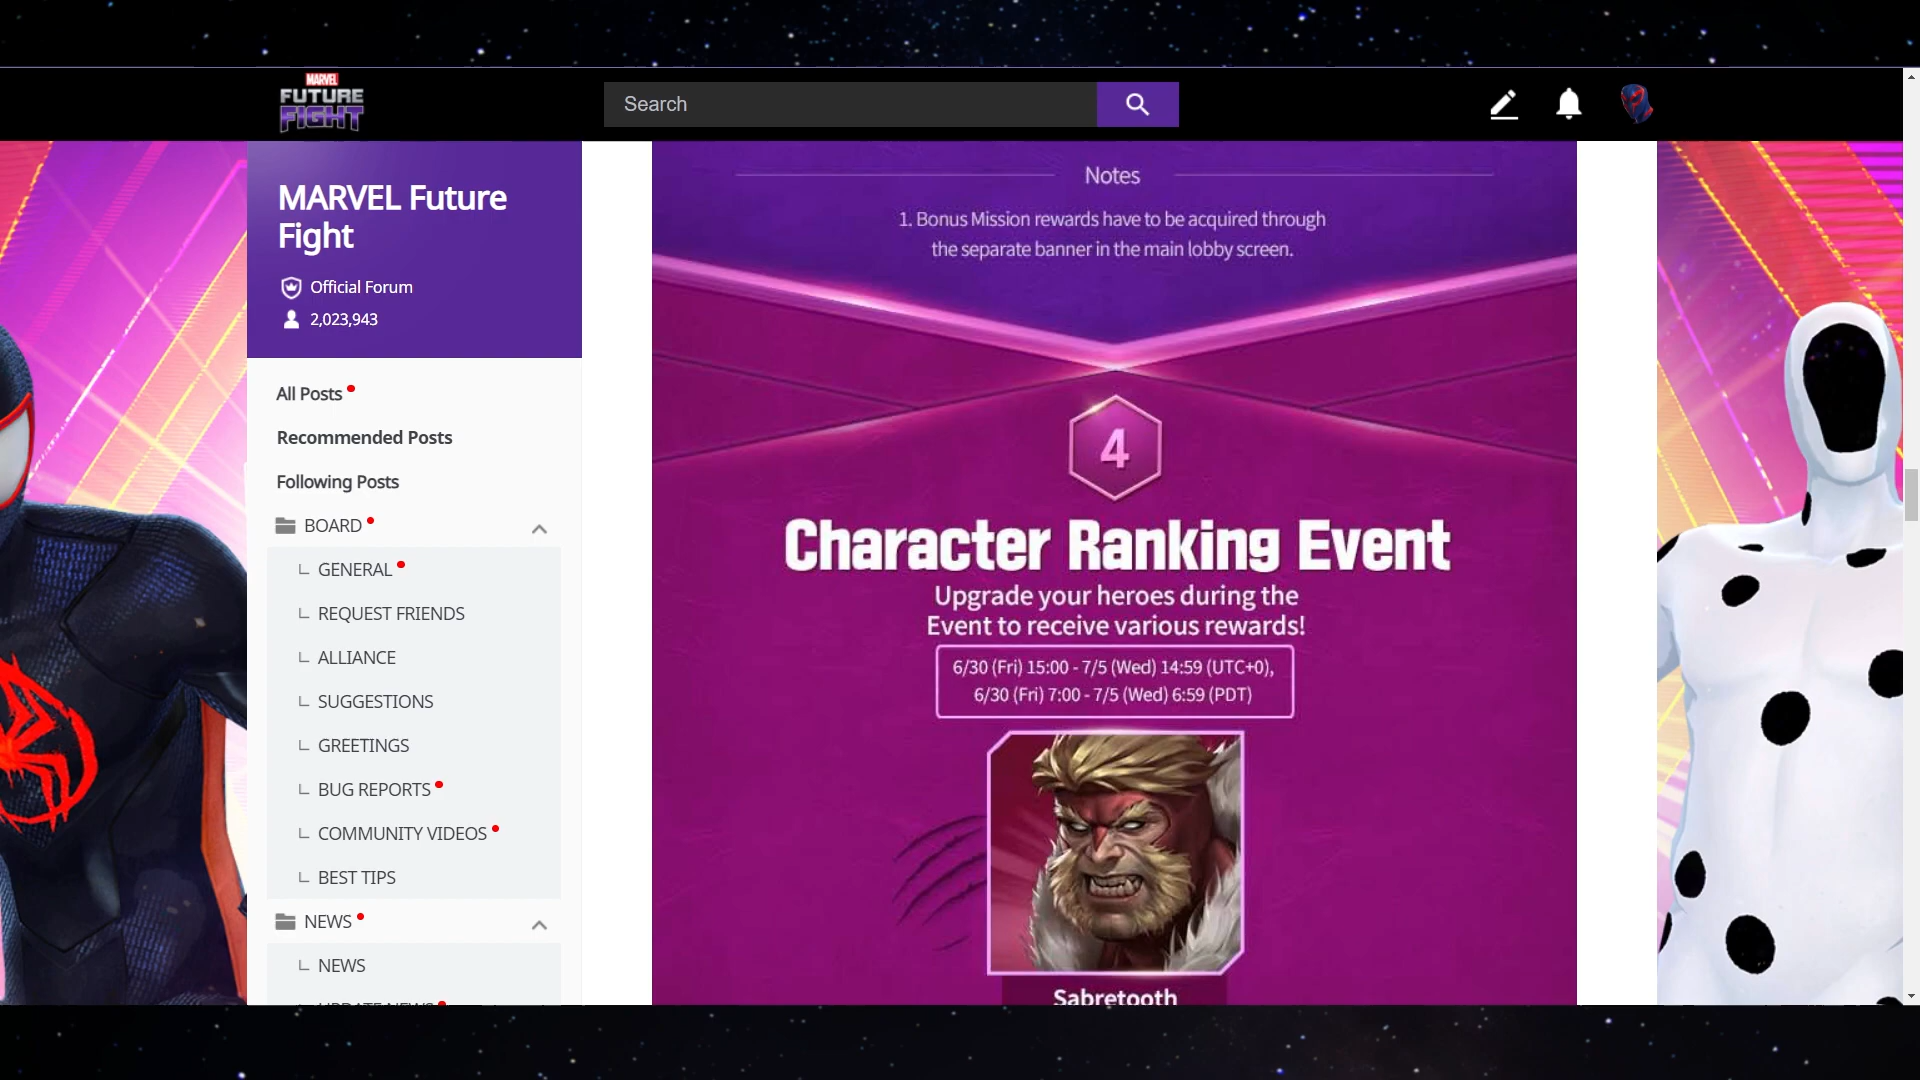 MARVEL
FUTURE
FIGHT
Search
MARVEL Future
Fight
Official Forum
2,023,943
All Posts
Recommended Posts
Following Posts
BOARD
GENERAL
REQUEST FRIENDS
ALLIANCE
SUGGESTIONS
GREETINGS
BUG REPORTS
COMMUNITY VIDEOS
BEST TIPS
NEWS
NEWS
UPDATE NEWS
Notes
1. Bonus Mission rewards have to be acquired through
the separate banner in the main lobby screen.
4
Character Ranking Event
Upgrade your heroes during the
Event to receive various rewards!
6/30 (Fri) 15:00 - 7/5 (Wed) 14:59 (UTC+0),
6/30 (Fri) 7:00 - 7/5 (Wed) 6:59 (PDT)
Sabretooth